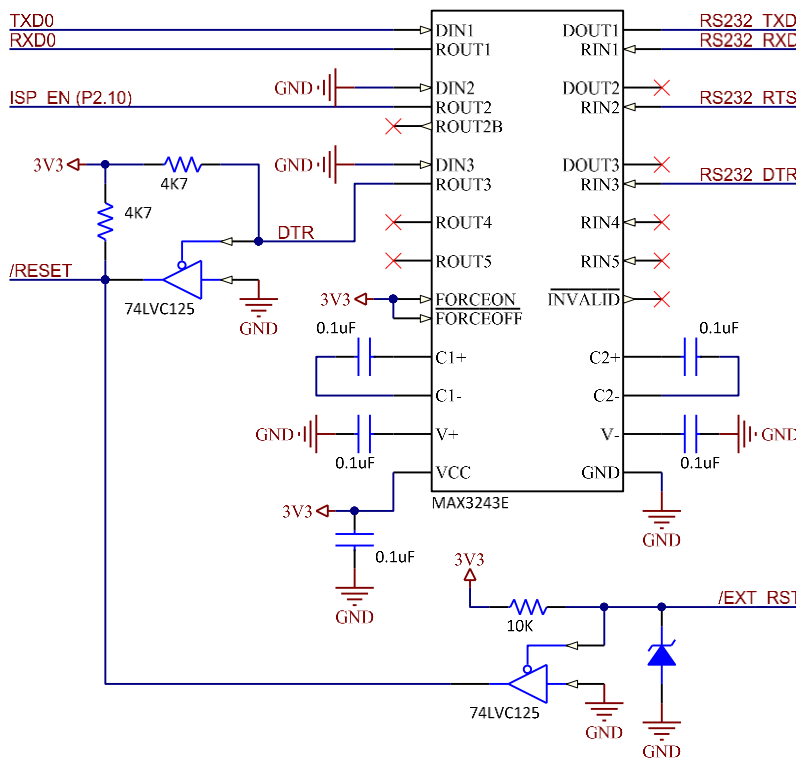 TXD0 DIN1 DOUT1 RS232_TXD
RXD0 ROUT1 RIN1 RS232_RXD
GND DIN2 DOUT2
ISP_EN (P2.10) ROUT2 RIN2 RS232_RTS
ROUT2B
3V3 4K7 GND DIN3 DOUT3
ROUT3 RIN3 RS232_DTR
4K7
DTR ROUT4 RIN4
/RESET ROUT5 RIN5
74LVC125 GND
3V3 FORCEON INVALID
FORCEOFF
0.1uF 0.1uF
C1+ C2+
C1- C2-
GND V+ V- GND
0.1uF 0.1uF
VCC GND
MAX3243E
3V3
0.1uF GND
GND
3V3
10K /EXT_RST
74LVC125 GND
GND